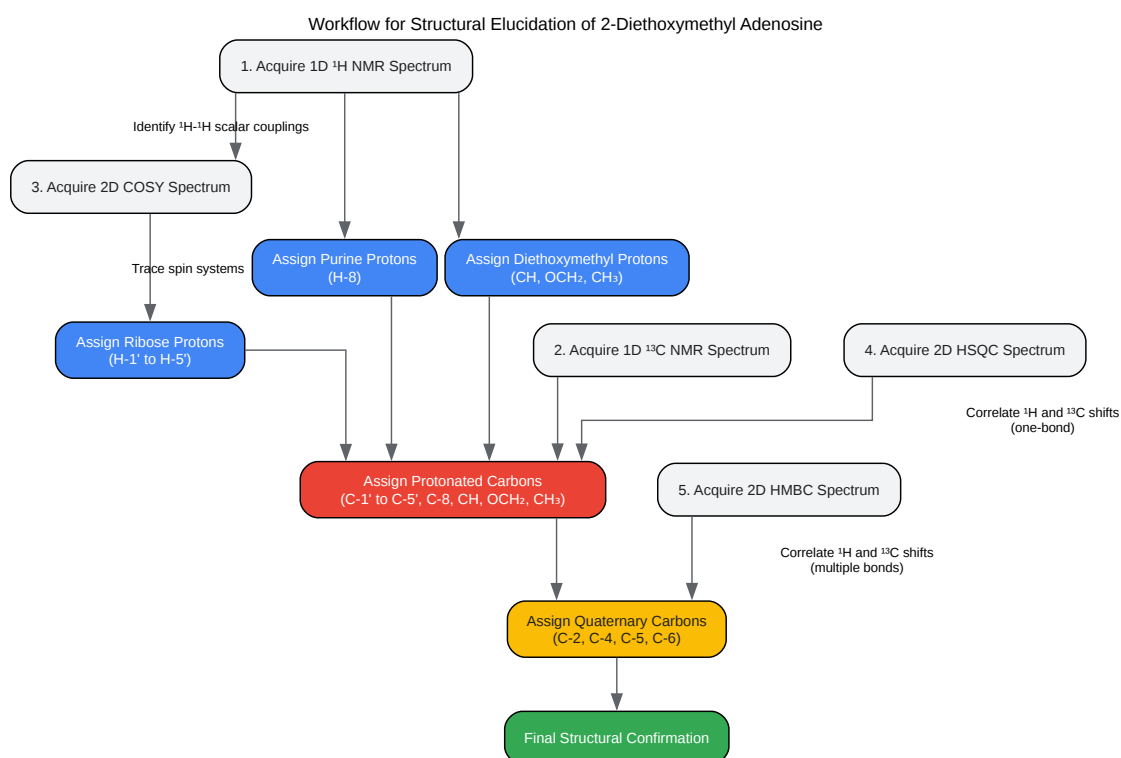 Workflow for Structural Elucidation of 2-Diethoxymethyl Adenosine
1. Acquire 1D ¹H NMR Spectrum
Identify ¹H-¹H scalar couplings
3. Acquire 2D COSY Spectrum
Trace spin systems
Assign Purine Protons
(H-8)
Assign Diethoxymethyl Protons
(CH, OCH₂, CH₃)
Assign Ribose Protons
(H-1' to H-5')
2. Acquire 1D ¹³C NMR Spectrum
4. Acquire 2D HSQC Spectrum
Correlate ¹H and ¹³C shifts
(one-bond)
Assign Protonated Carbons
(C-1' to C-5', C-8, CH, OCH₂, CH₃)
5. Acquire 2D HMBC Spectrum
Correlate ¹H and ¹³C shifts
(multiple bonds)
Assign Quaternary Carbons
(C-2, C-4, C-5, C-6)
Final Structural Confirmation